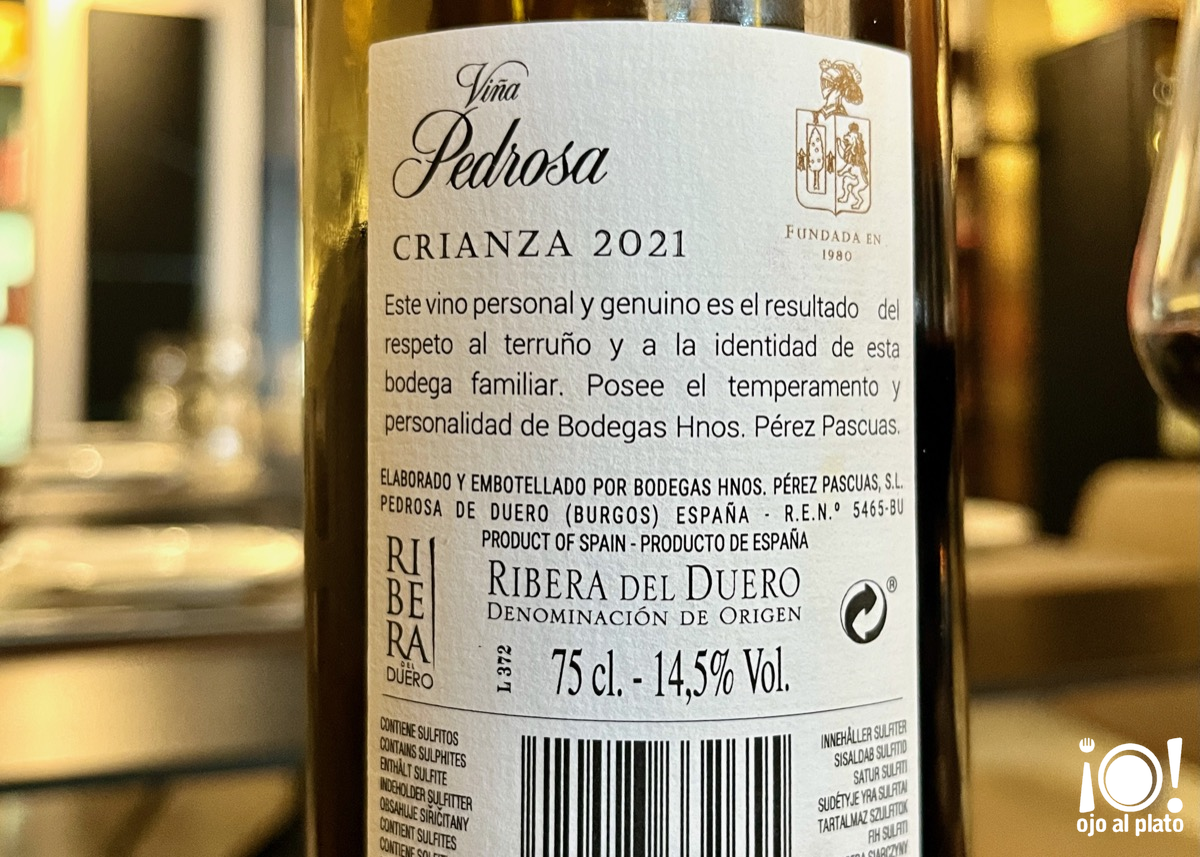 Viña
Pedrosa
CRIANZA 2021
FUNDADA EN
1980
Este vino personal y genuino es el resultado del
respeto al terruño y a la identidad de esta
bodega familiar. Posee el temperamento y
personalidad de Bodegas Hnos. Pérez Pascuas.
ELABORADO Y EMBOTELLADO POR BODEGAS HNOS. PÉREZ PASCUAS, S.L.
PEDROSA DE DUERO (BURGOS) ESPAÑA - R.E.N.º 5465-BU
PRODUCT OF SPAIN - PRODUCTO DE ESPAÑA
RI
BE
RA
DEL
DUERO
RIBERA DEL DUERO
DENOMINACIÓN DE ORIGEN
®
L 372
75 cl. - 14,5% Vol.
CONTIENE SULFITOS
CONTAINS SULPHITES
ENTHÄLT SULFITE
INDEHOLDER SULFITTER
OBSAHUJE SIŘIČITANY
CONTIENT SULFITES
CONTIENE
INNEHÅLLER SULFITER
SISALDAB SULFITID
SATUR SULFĪTI
SUDĖTYJE YRA SULFITAI
TARTALMAZ SZULFITOK
FIH SULFITI
SIARCZYNY
¡O!
ojo al plato